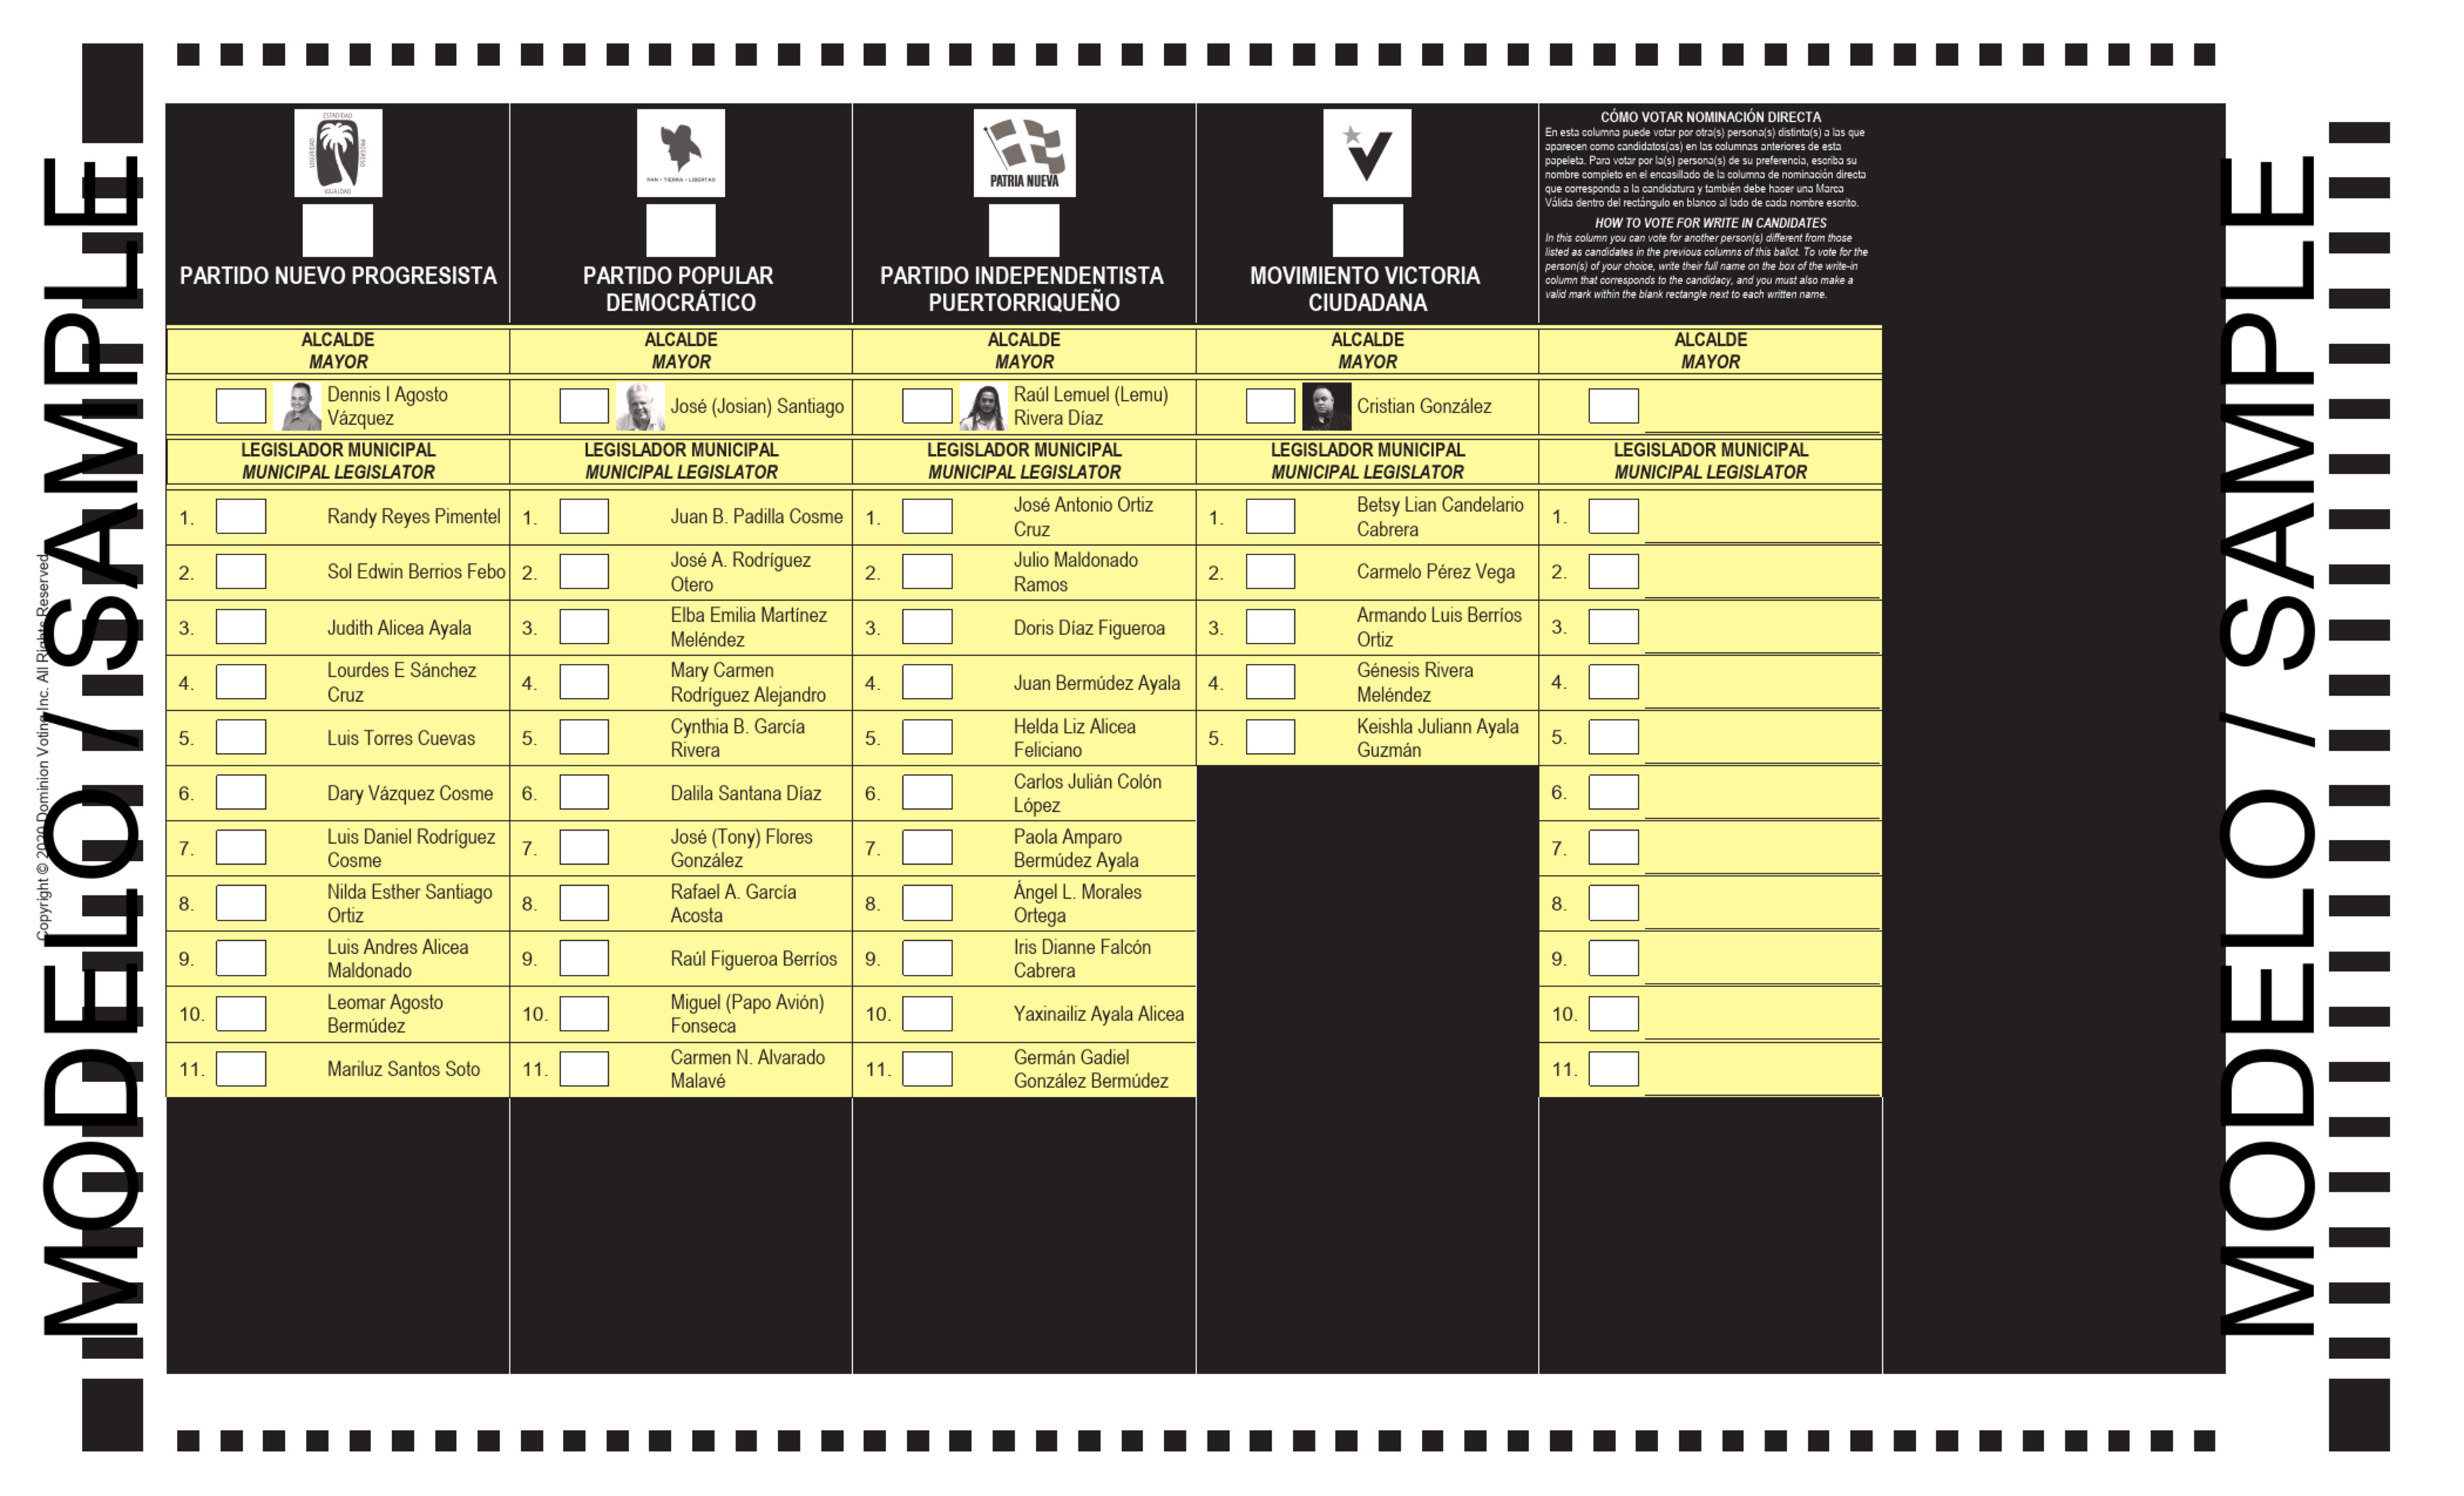 MODELO / SAMPLE
Copyright © 2020 Dominion Voting Inc. All Rights Reserved
ESTADIDAD
SEGURIDAD
PROGRESO
IGUALDAD
PARTIDO NUEVO PROGRESISTA
ALCALDE
MAYOR
Dennis I Agosto
Vázquez
LEGISLADOR MUNICIPAL
MUNICIPAL LEGISLATOR
1. Randy Reyes Pimentel
2. Sol Edwin Berrios Febo
3. Judith Alicea Ayala
4. Lourdes E Sánchez
Cruz
5. Luis Torres Cuevas
6. Dary Vázquez Cosme
7. Luis Daniel Rodríguez
Cosme
8. Nilda Esther Santiago
Ortiz
9. Luis Andres Alicea
Maldonado
10. Leomar Agosto
Bermúdez
11. Mariluz Santos Soto
PAN • TIERRA • LIBERTAD
PARTIDO POPULAR
DEMOCRÁTICO
ALCALDE
MAYOR
José (Josian) Santiago
LEGISLADOR MUNICIPAL
MUNICIPAL LEGISLATOR
1. Juan B. Padilla Cosme
2. José A. Rodríguez
Otero
3. Elba Emilia Martínez
Meléndez
4. Mary Carmen
Rodríguez Alejandro
5. Cynthia B. García
Rivera
6. Dalila Santana Díaz
7. José (Tony) Flores
González
8. Rafael A. García
Acosta
9. Raúl Figueroa Berríos
10. Miguel (Papo Avión)
Fonseca
11. Carmen N. Alvarado
Malavé
PATRIA NUEVA
PARTIDO INDEPENDENTISTA
PUERTORRIQUEÑO
ALCALDE
MAYOR
Raúl Lemuel (Lemu)
Rivera Díaz
LEGISLADOR MUNICIPAL
MUNICIPAL LEGISLATOR
1. José Antonio Ortiz
Cruz
2. Julio Maldonado
Ramos
3. Doris Díaz Figueroa
4. Juan Bermúdez Ayala
5. Helda Liz Alicea
Feliciano
6. Carlos Julián Colón
López
7. Paola Amparo
Bermúdez Ayala
8. Ángel L. Morales
Ortega
9. Iris Dianne Falcón
Cabrera
10. Yaxinailiz Ayala Alicea
11. Germán Gadiel
González Bermúdez
MOVIMIENTO VICTORIA
CIUDADANA
ALCALDE
MAYOR
Cristian González
LEGISLADOR MUNICIPAL
MUNICIPAL LEGISLATOR
1. Betsy Lian Candelario
Cabrera
2. Carmelo Pérez Vega
3. Armando Luis Berríos
Ortiz
4. Génesis Rivera
Meléndez
5. Keishla Juliann Ayala
Guzmán
CÓMO VOTAR NOMINACIÓN DIRECTA
En esta columna puede votar por otra(s) persona(s) distinta(s) a las que
aparecen como candidatos(as) en las columnas anteriores de esta
papeleta. Para votar por la(s) persona(s) de su preferencia, escriba su
nombre completo en el encasillado de la columna de nominación directa
que corresponda a la candidatura y también debe hacer una Marca
Válida dentro del rectángulo en blanco al lado de cada nombre escrito.
HOW TO VOTE FOR WRITE IN CANDIDATES
In this column you can vote for another person(s) different from those
listed as candidates in the previous columns of this ballot. To vote for the
person(s) of your choice, write their full name on the box of the write-in
column that corresponds to the candidacy, and you must also make a
valid mark within the blank rectangle next to each written name.
ALCALDE
MAYOR
LEGISLADOR MUNICIPAL
MUNICIPAL LEGISLATOR
1.
2.
3.
4.
5.
6.
7.
8.
9.
10.
11.
MODELO / SAMPLE